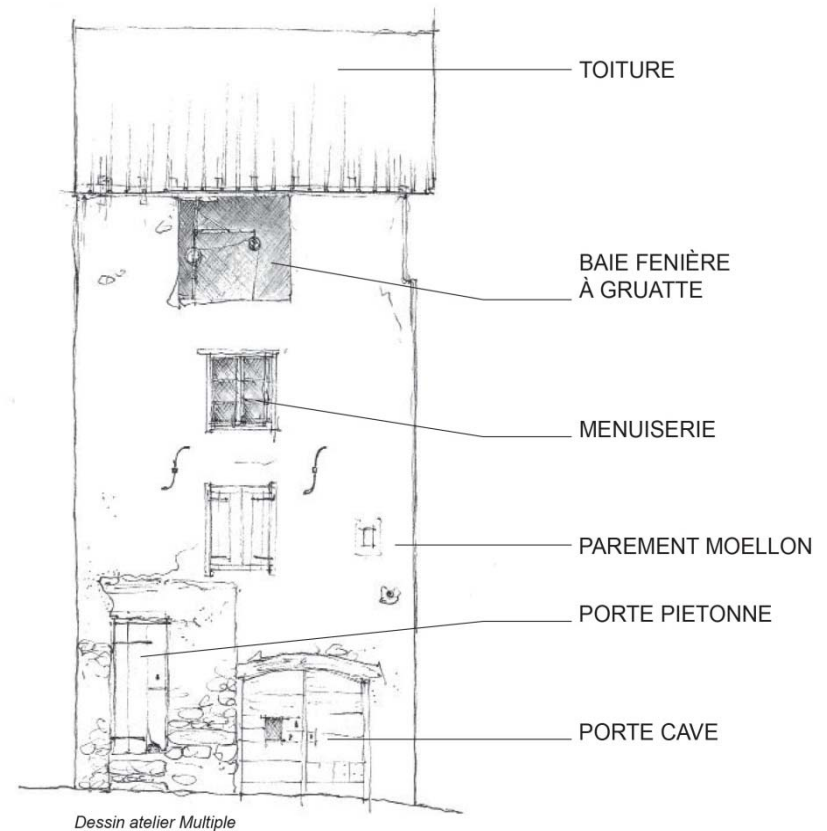 TOITURE
BAIE FENIÈRE
À GRUATTE
MENUISERIE
PAREMENT MOELLON
PORTE PIETONNE
PORTE CAVE
Dessin atelier Multiple